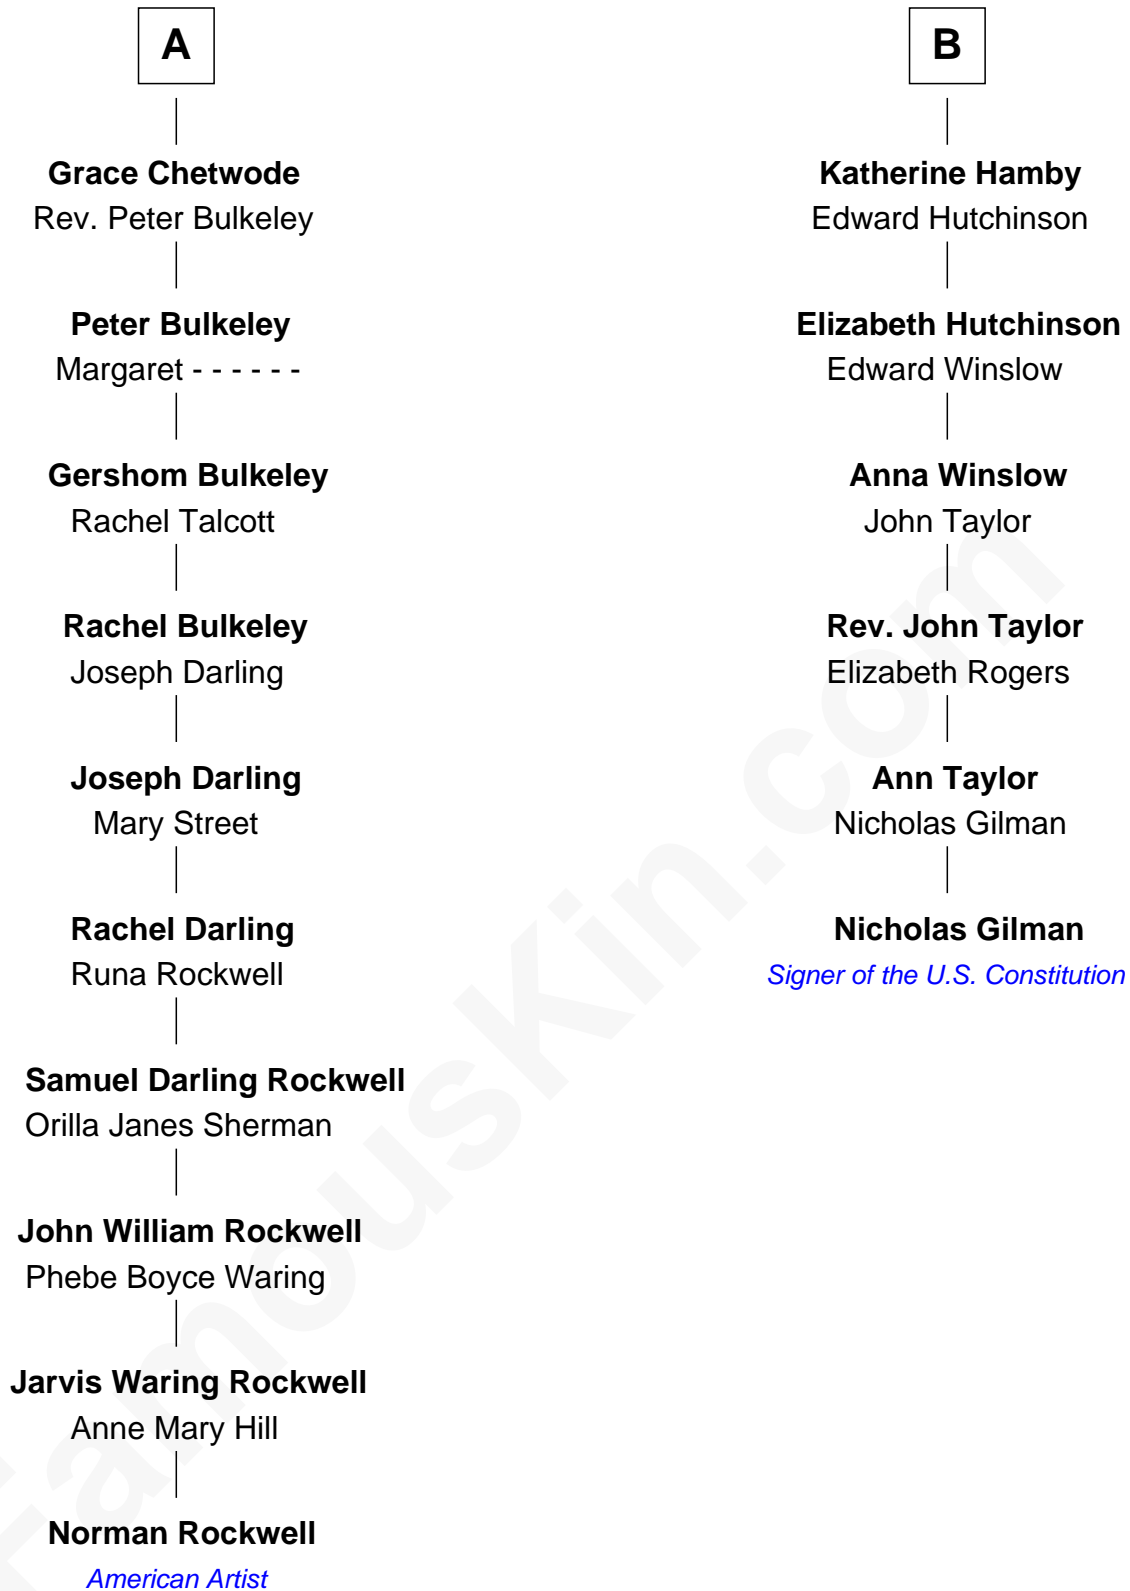 A
Grace Chetwode
Rev. Peter Bulkeley
Peter Bulkeley
Margaret - - - - - -
Gershom Bulkeley
Rachel Talcott
Rachel Bulkeley
Joseph Darling
Joseph Darling
Mary Street
Rachel Darling
Runa Rockwell
Samuel Darling Rockwell
Orilla Janes Sherman
John William Rockwell
Phebe Boyce Waring
Jarvis Waring Rockwell
Anne Mary Hill
Norman Rockwell
American Artist
B
Katherine Hamby
Edward Hutchinson
Elizabeth Hutchinson
Edward Winslow
Anna Winslow
John Taylor
Rev. John Taylor
Elizabeth Rogers
Ann Taylor
Nicholas Gilman
Nicholas Gilman
Signer of the U.S. Constitution
FamousKin.com